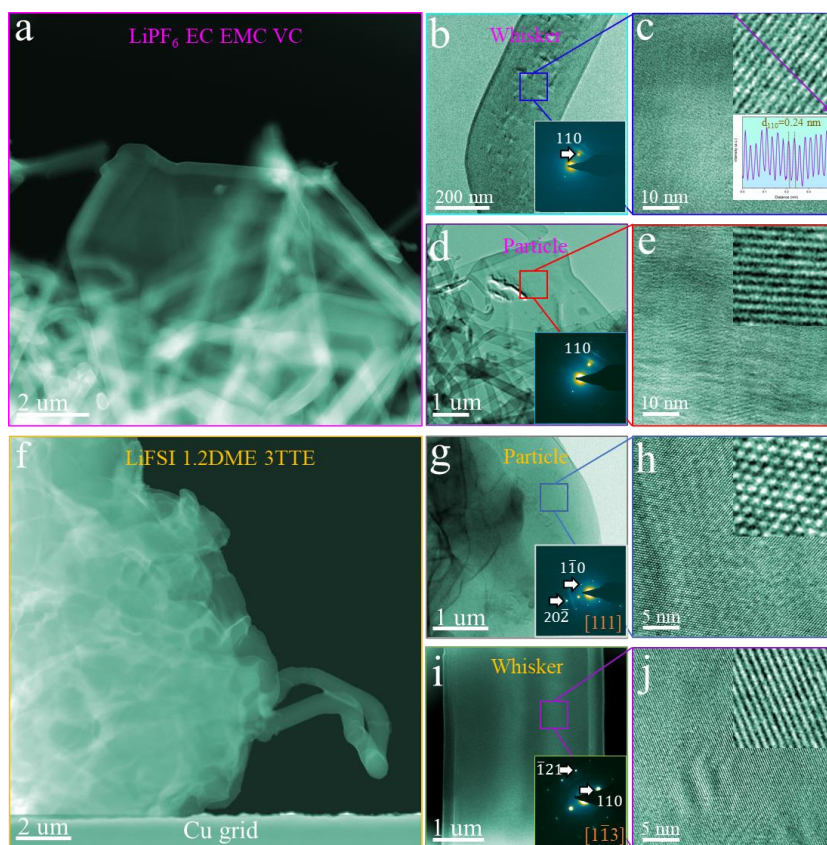 a
LiPF₆ EC EMC VC
2 um
b
Whisker
110
200 nm
c
d₁₁₀=0.24 nm
10 nm
d
Particle
110
1 um
e
10 nm
f
LiFSI 1.2DME 3TTE
Cu grid
2 um
g
Particle
11̅0
202̅
[111]
1 um
h
5 nm
i
Whisker
1̅21
110
[11̅3]
1 um
j
5 nm